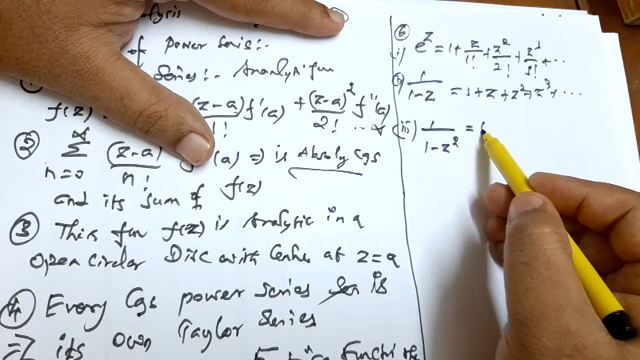 of power series:-
Series:- Analytic fun
f(z) (z-a)/1! f'(a) + (z-a)²/2! f''(a)
② ∞ Σ n=0 (z-a)/n! (a) => is Absoly Cgs
and its sum of f(z)
③ This fun f(z) is Analytic in a
open circular Disc with Center at z=a
④ Every Cgs power series is
=> its own Taylor series
⑥
i) e^z = 1+ z/1! + z²/2! + z³/3! + ...
ii) 1/(1-z) = 1+z+z²+z³+ ...
iii) 1/(1-z²) =